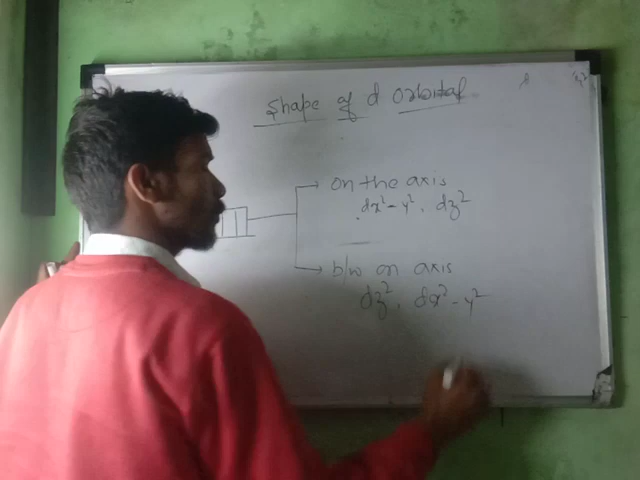 Shape of d orbital
on the axis
dx²-y², dz²
b/w on axis
dz², dx²-y²